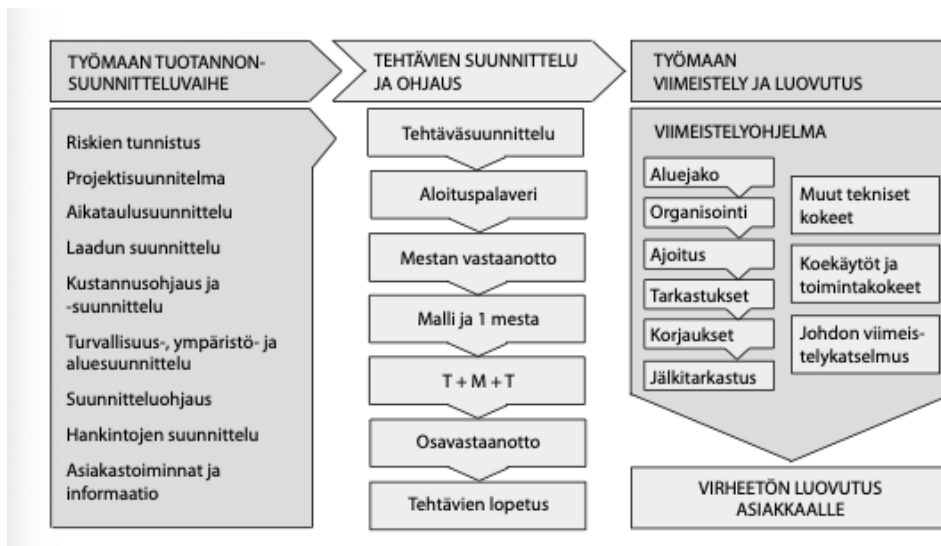 TYÖMAAN TUOTANNON-
SUUNNITTELUVAIHE
Riskien tunnistus
Projektisuunnitelma
Aikataulusuunnittelu
Laadun suunnittelu
Kustannusohjaus ja
-suunnittelu
Turvallisuus-, ympäristö- ja
aluesuunnittelu
Suunnitteluohjaus
Hankintojen suunnittelu
Asiakastoiminnat ja
informaatio
TEHTÄVIEN SUUNNITTELU
JA OHJAUS
Tehtäväsuunnittelu
Aloituspalaveri
Mestan vastaanotto
Malli ja 1 mesta
T + M + T
Osavastaanotto
Tehtävien lopetus
TYÖMAAN
VIIMEISTELY JA LUOVUTUS
VIIMEISTELYOHJELMA
Aluejako
Organisointi
Ajoitus
Tarkastukset
Korjaukset
Jälkitarkastus
Muut tekniset
kokeet
Koekäytöt ja
toimintakokeet
Johdon viimeis-
telykatselmus
VIRHEETÖN LUOVUTUS
ASIAKKAALLE